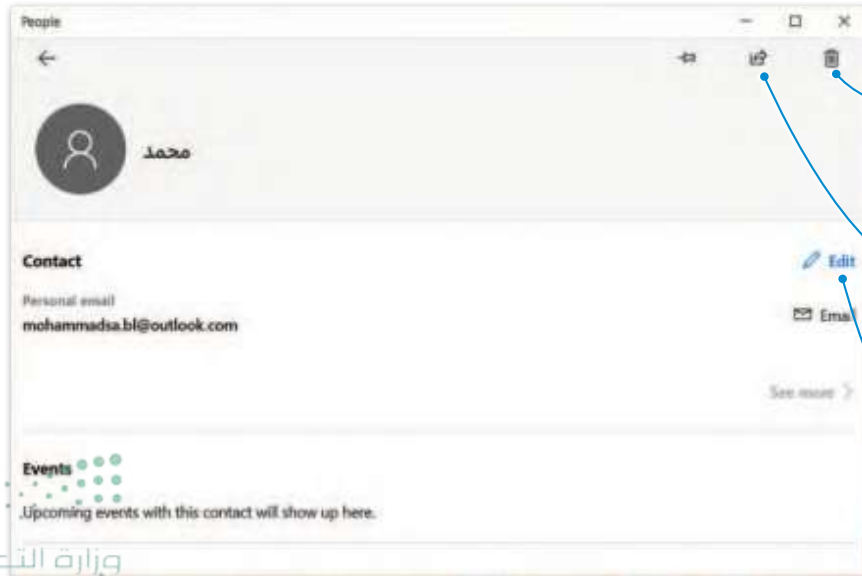 People
محمد
Contact
Edit
Personal email
mohammadsa.bl@outlook.com
Email
See more
Events
Upcoming events with this contact will show up here.
وزارة